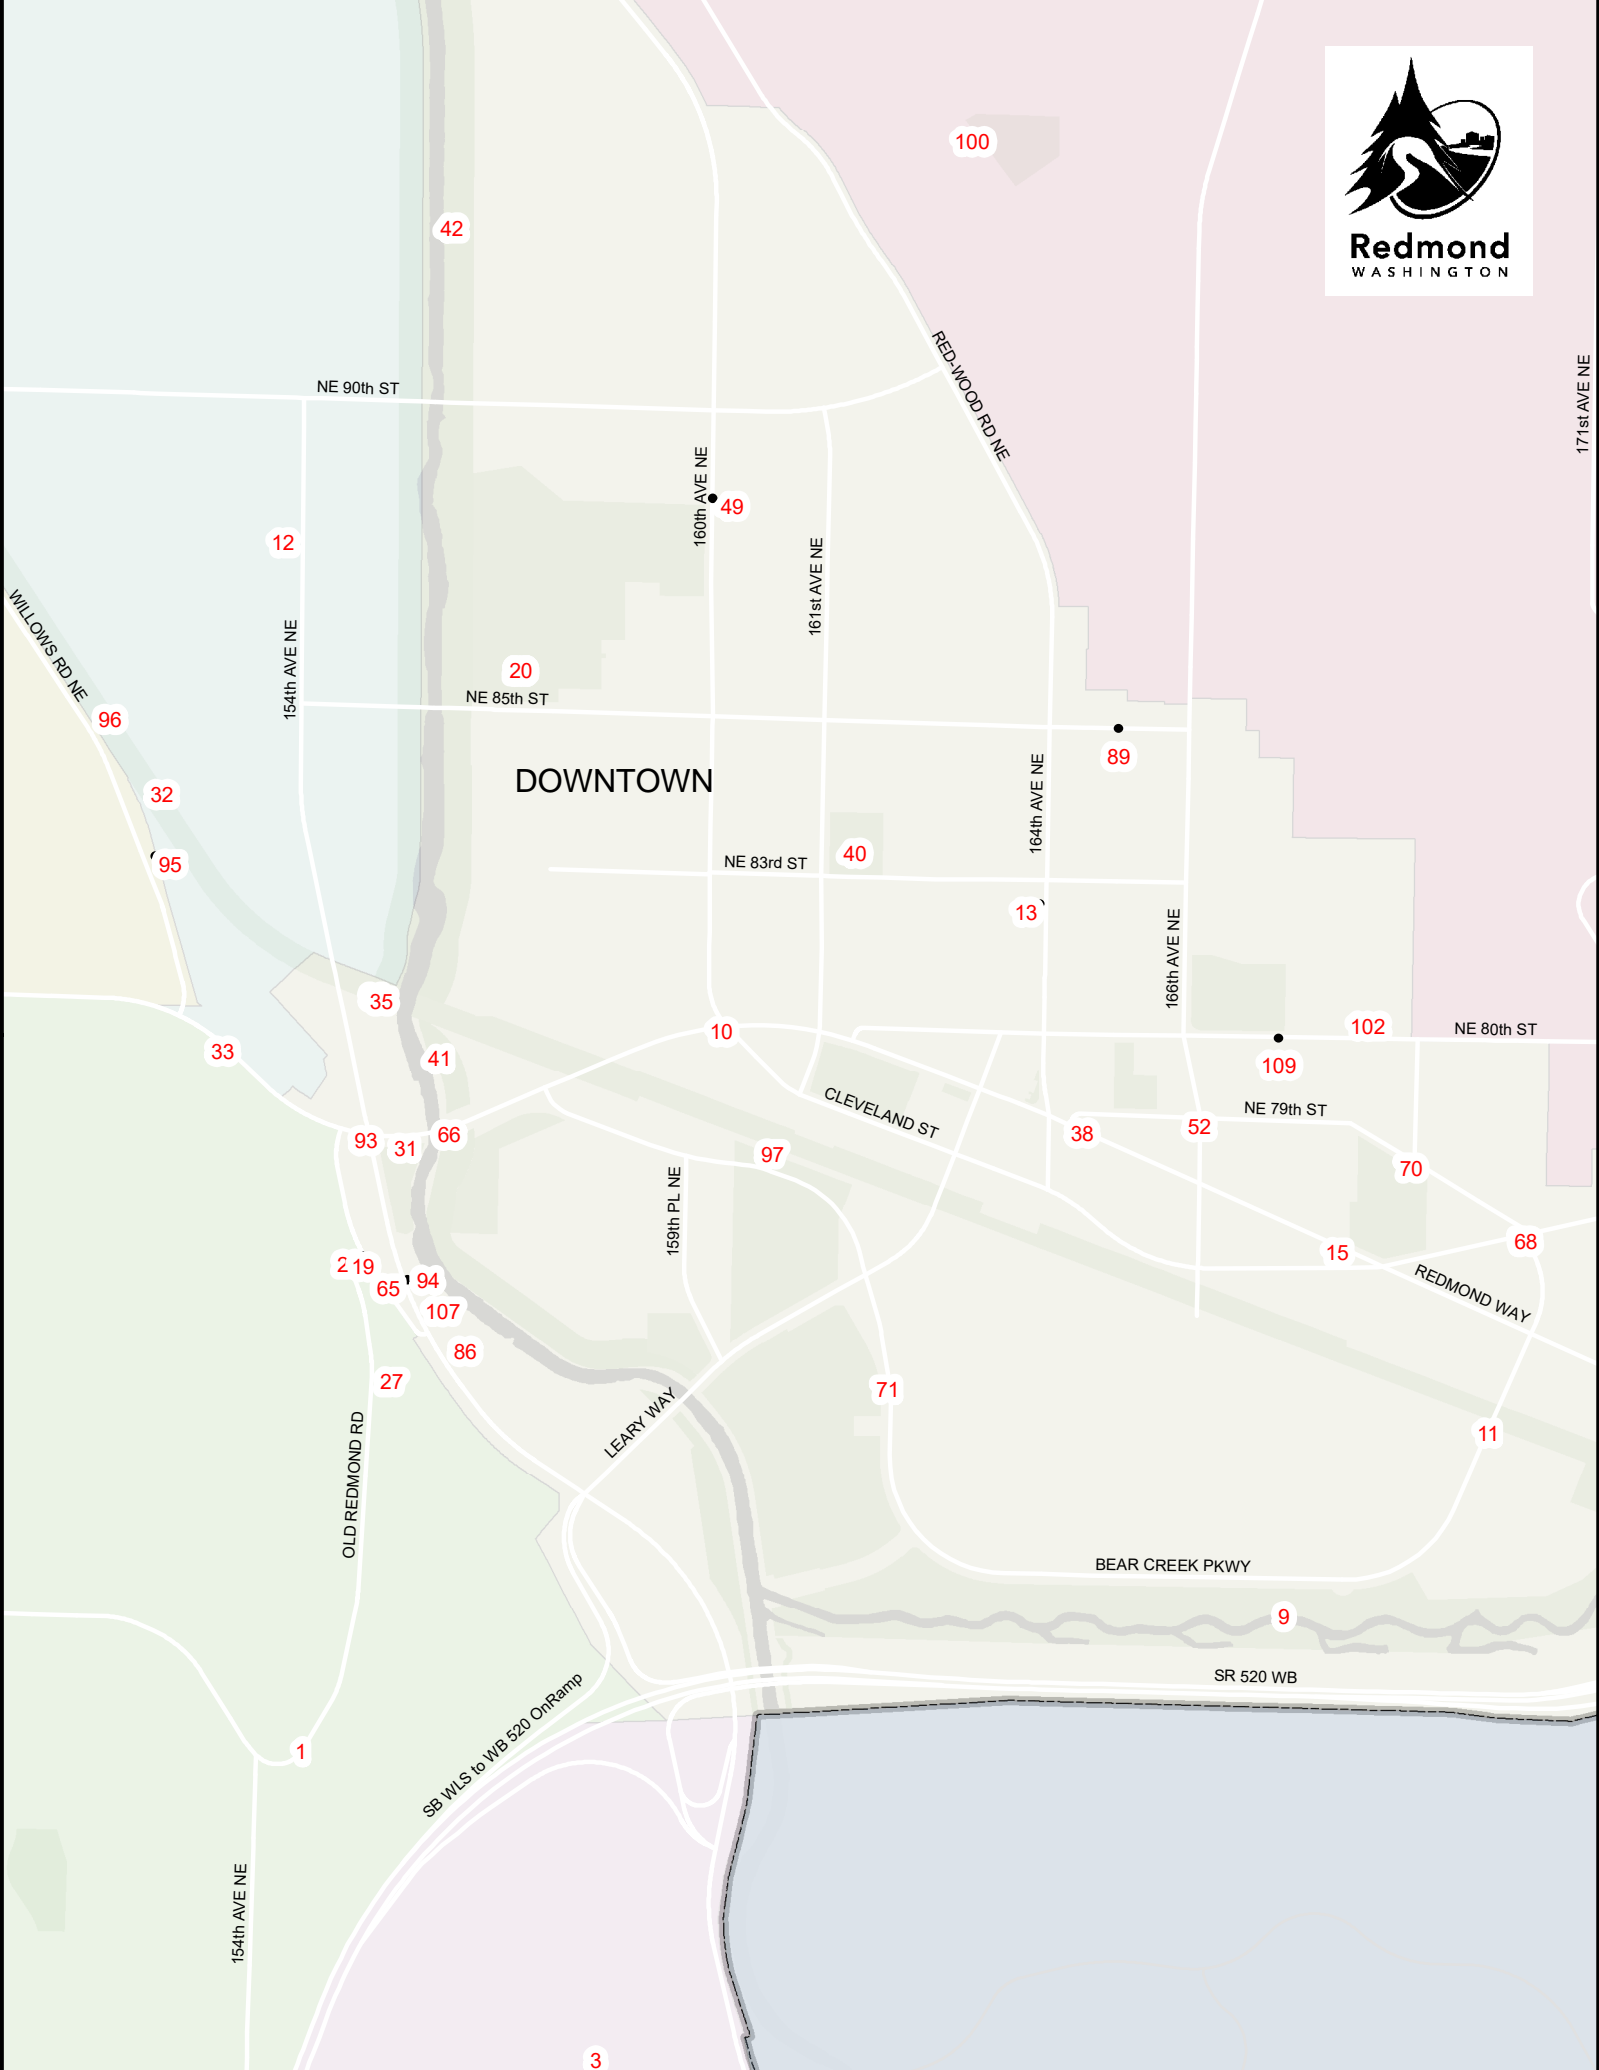 100
Redmond
WASHINGTON
42
RED-WOOD RD NE
171st AVE NE
NE 90th ST
160th AVE NE
49
12
161st AVE NE
WILLOWS RD NE
154th AVE NE
20
NE 85th ST
96
89
DOWNTOWN
164th AVE NE
32
95
NE 83rd ST
40
13
166th AVE NE
35
10
102
NE 80th ST
33
41
109
CLEVELAND ST
NE 79th ST
93
31
66
97
38
52
70
159th PL NE
2
19
65
94
107
15
68
REDMOND WAY
86
27
71
LEARY WAY
11
OLD REDMOND RD
BEAR CREEK PKWY
9
SR 520 WB
SB WLS to WB 520 OnRamp
1
154th AVE NE
3